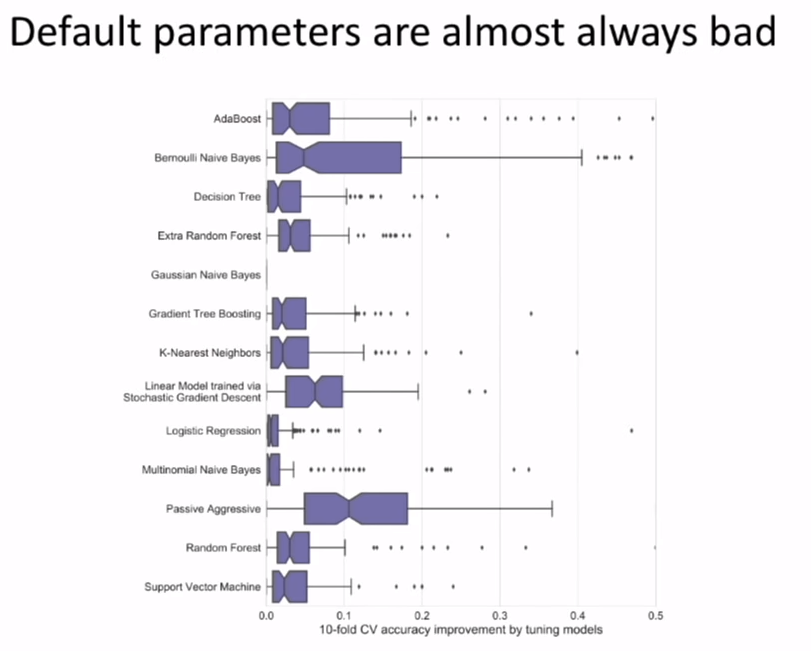 Default parameters are almost always bad
AdaBoost
Bernoulli Naive Bayes
Decision Tree
Extra Random Forest
Gaussian Naive Bayes
Gradient Tree Boosting
K-Nearest Neighbors
Linear Model trained via
Stochastic Gradient Descent
Logistic Regression
Multinomial Naive Bayes
Passive Aggressive
Random Forest
Support Vector Machine
0.0 0.1 0.2 0.3 0.4 0.5
10-fold CV accuracy improvement by tuning models